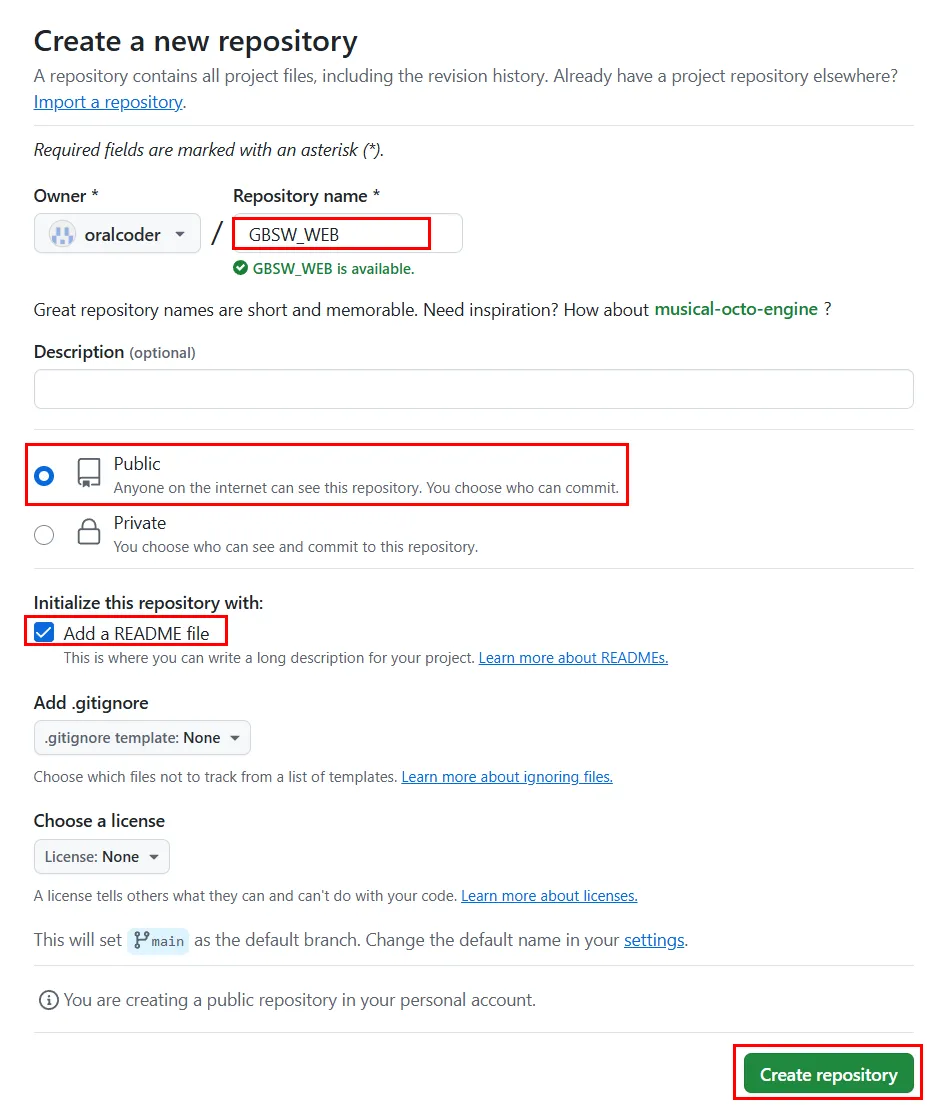 Create a new repository
A repository contains all project files, including the revision history. Already have a project repository elsewhere?
Import a repository.
Required fields are marked with an asterisk (*).
Owner * Repository name *
oralcoder / GBSW_WEB
GBSW_WEB is available.
Great repository names are short and memorable. Need inspiration? How about musical-octo-engine ?
Description (optional)
Public
Anyone on the internet can see this repository. You choose who can commit.
Private
You choose who can see and commit to this repository.
Initialize this repository with:
Add a README file
This is where you can write a long description for your project. Learn more about READMEs.
Add .gitignore
.gitignore template: None
Choose which files not to track from a list of templates. Learn more about ignoring files.
Choose a license
License: None
A license tells others what they can and can't do with your code. Learn more about licenses.
This will set main as the default branch. Change the default name in your settings.
You are creating a public repository in your personal account.
Create repository